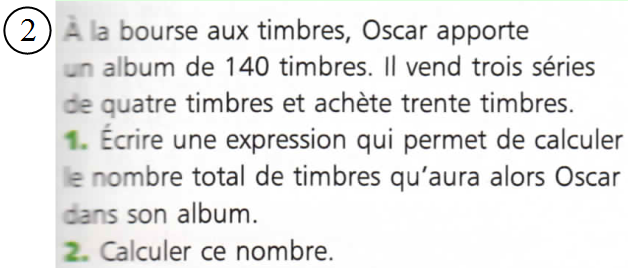 2 À la bourse aux timbres, Oscar apporte
un album de 140 timbres. Il vend trois séries
de quatre timbres et achète trente timbres.
1. Écrire une expression qui permet de calculer
le nombre total de timbres qu'aura alors Oscar
dans son album.
2. Calculer ce nombre.